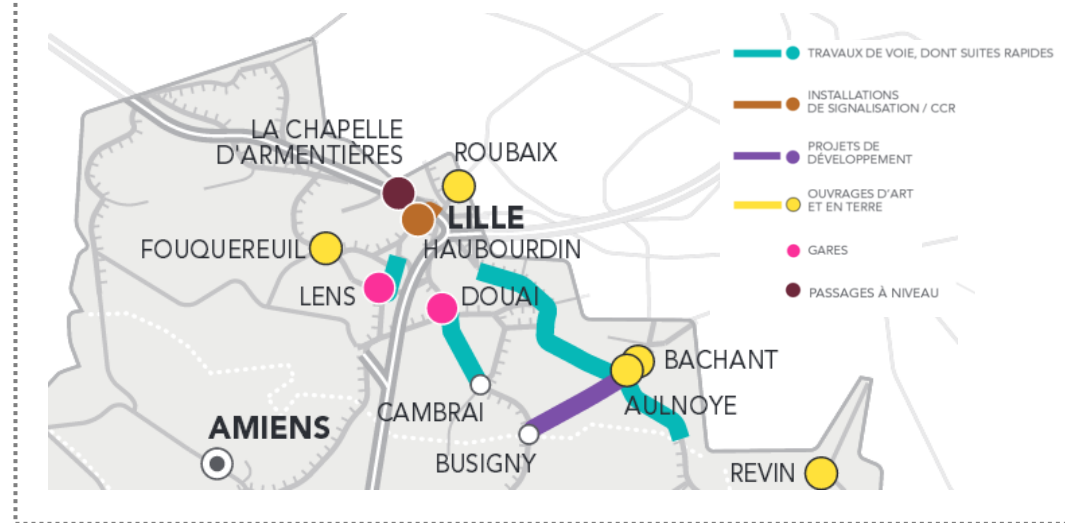 LA CHAPELLE
D'ARMENTIÈRES
ROUBAIX
LILLE
HAUBOURDIN
FOUQUEREUIL
LENS
DOUAI
BACHANT
CAMBRAI
AULNOYE
AMIENS
BUSIGNY
REVIN
TRAVAUX DE VOIE, DONT SUITES RAPIDES
INSTALLATIONS
DE SIGNALISATION / CCR
PROJETS DE
DÉVELOPPEMENT
OUVRAGES D'ART
ET EN TERRE
GARES
PASSAGES À NIVEAU